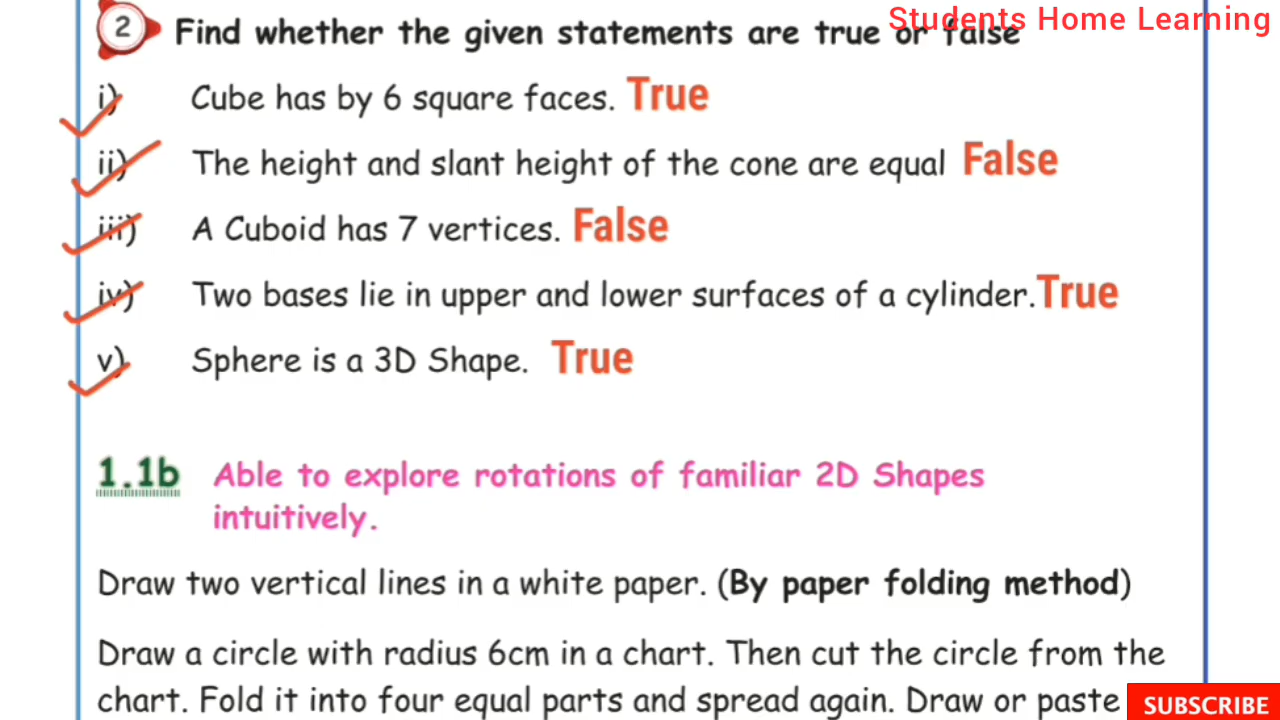 Students Home Learning
2 Find whether the given statements are true or false
i) Cube has by 6 square faces. True
ii) The height and slant height of the cone are equal False
iii) A Cuboid has 7 vertices. False
iv) Two bases lie in upper and lower surfaces of a cylinder. True
v) Sphere is a 3D Shape. True
1.1b Able to explore rotations of familiar 2D Shapes
intuitively.
Draw two vertical lines in a white paper. (By paper folding method)
Draw a circle with radius 6cm in a chart. Then cut the circle from the
chart. Fold it into four equal parts and spread again. Draw or paste
SUBSCRIBE